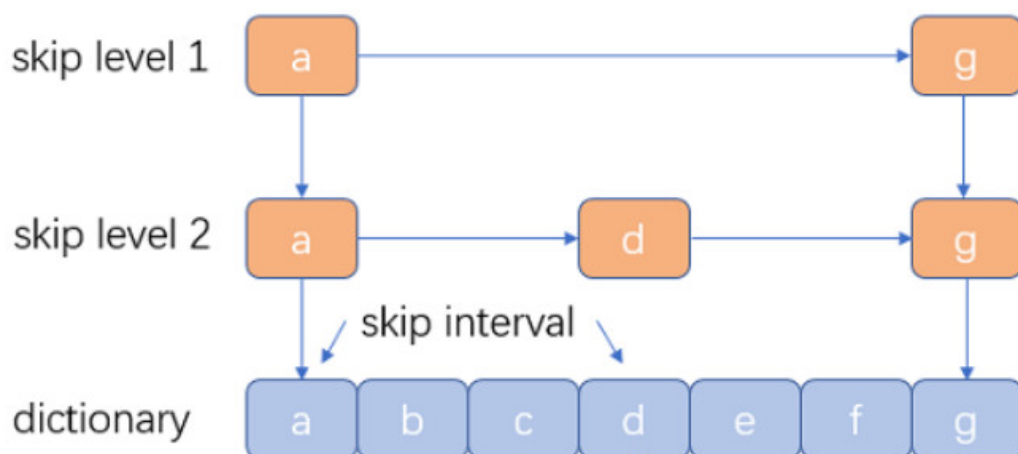 skip level 1 a g
skip level 2 a d g
skip interval
dictionary a b c d e f g